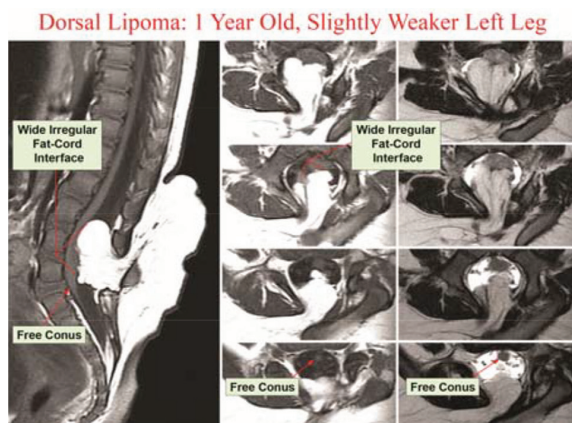 Dorsal Lipoma: 1 Year Old, Slightly Weaker Left Leg
Wide Irregular
Fat-Cord
Interface
Free Conus
Wide Irregular
Fat-Cord
Interface
Free Conus
Free Conus